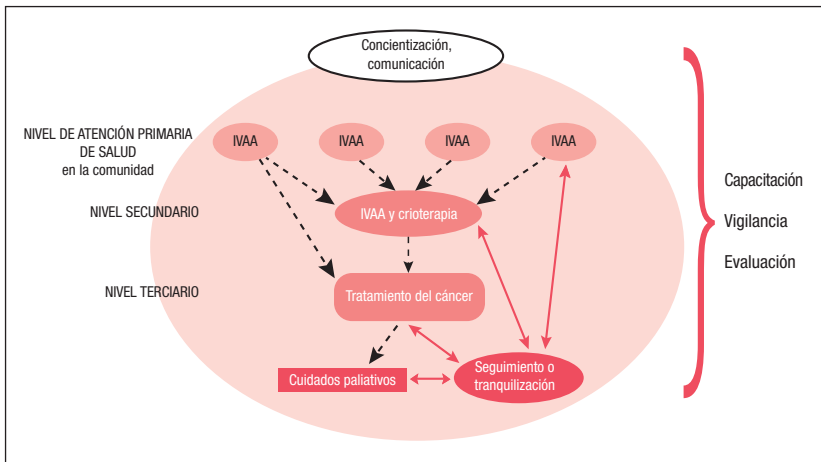 Concientización,
comunicación
NIVEL DE ATENCIÓN PRIMARIA
DE SALUD
en la comunidad
IVAA
IVAA
IVAA
IVAA
NIVEL SECUNDARIO
IVAA y crioterapia
NIVEL TERCIARIO
Tratamiento del cáncer
Cuidados paliativos
Seguimiento o
tranquilización
Capacitación
Vigilancia
Evaluación